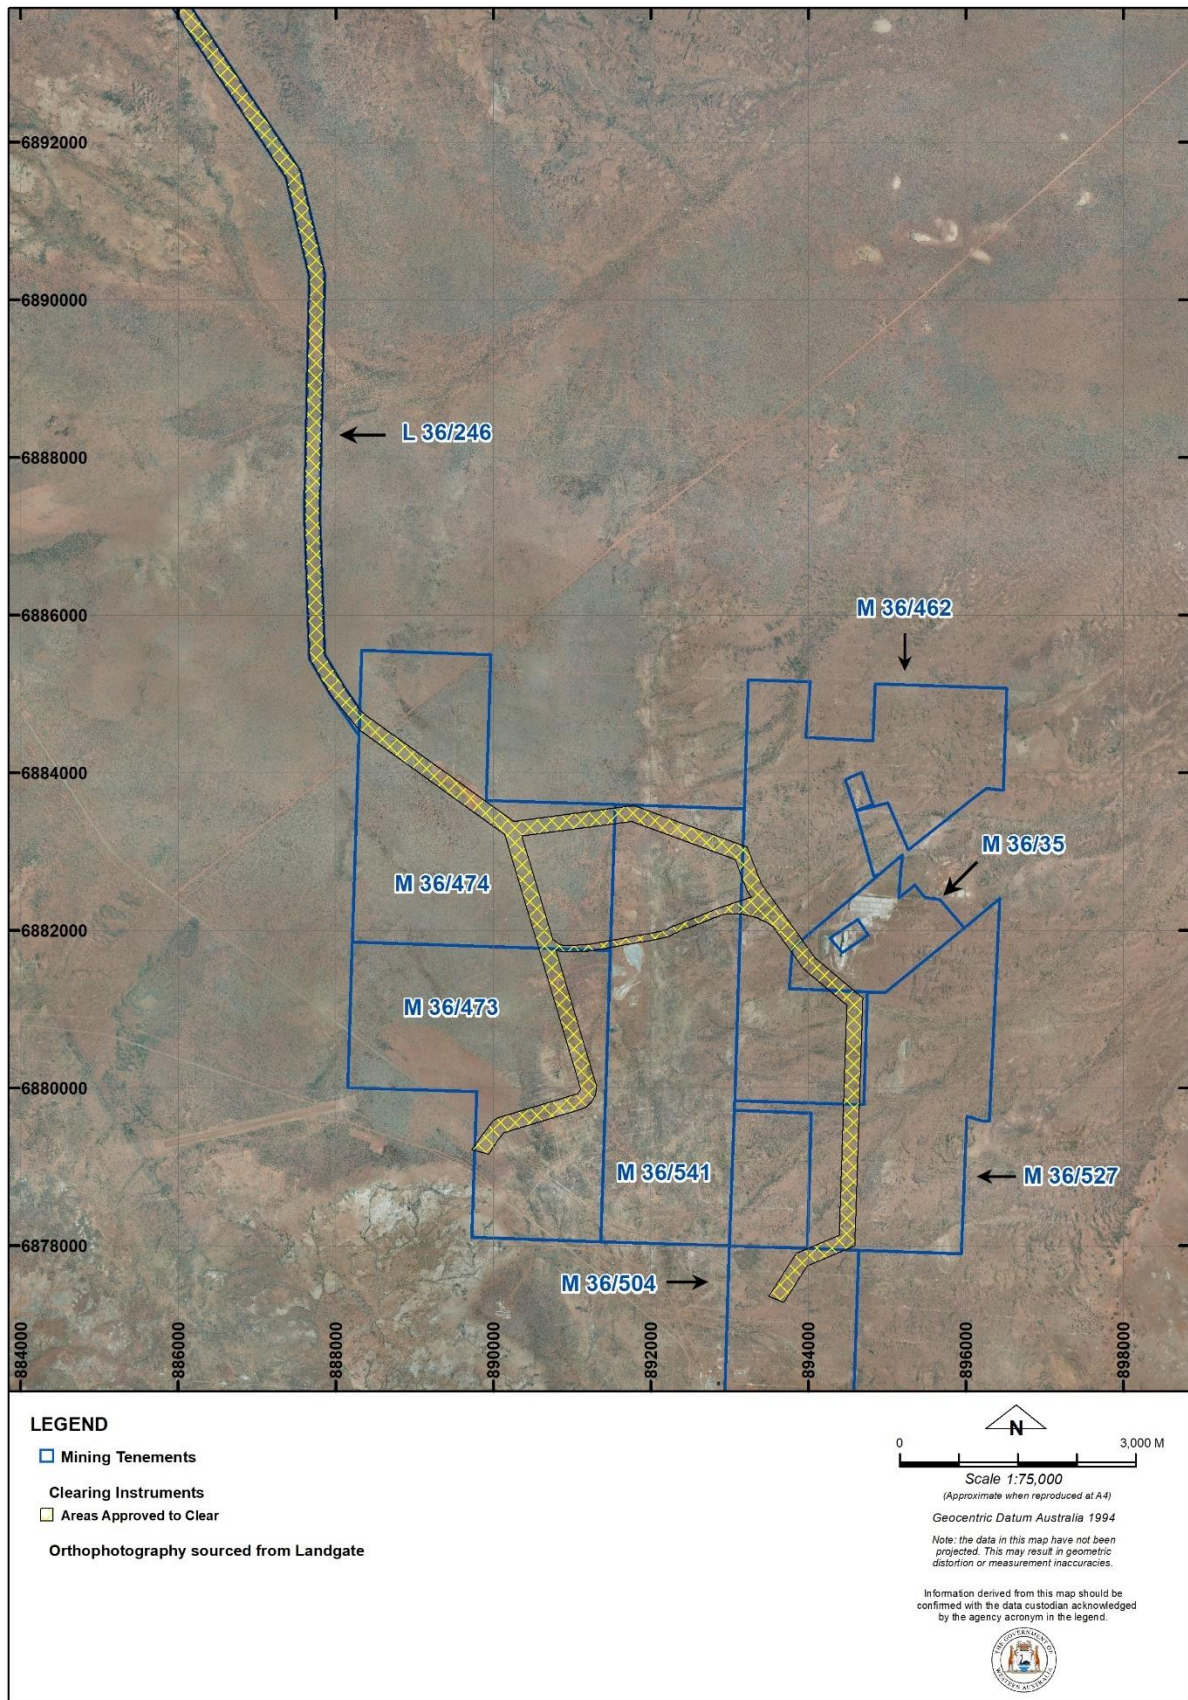 6892000
6890000
L 36/246
6888000
6886000
M 36/462
6884000
M 36/35
M 36/474
6882000
M 36/473
6880000
M 36/541
M 36/527
6878000
M 36/504
884000
886000
888000
890000
892000
894000
896000
898000
LEGEND
Mining Tenements
Clearing Instruments
Areas Approved to Clear
Orthophotography sourced from Landgate
N
0 3,000 M
Scale 1:75,000
(Approximate when reproduced at A4)
Geocentric Datum Australia 1994
Note: the data in this map have not been
projected. This may result in geometric
distortion or measurement inaccuracies.
Information derived from this map should be
confirmed with the data custodian acknowledged
by the agency acronym in the legend.
THE GOVERNMENT OF
WESTERN AUSTRALIA